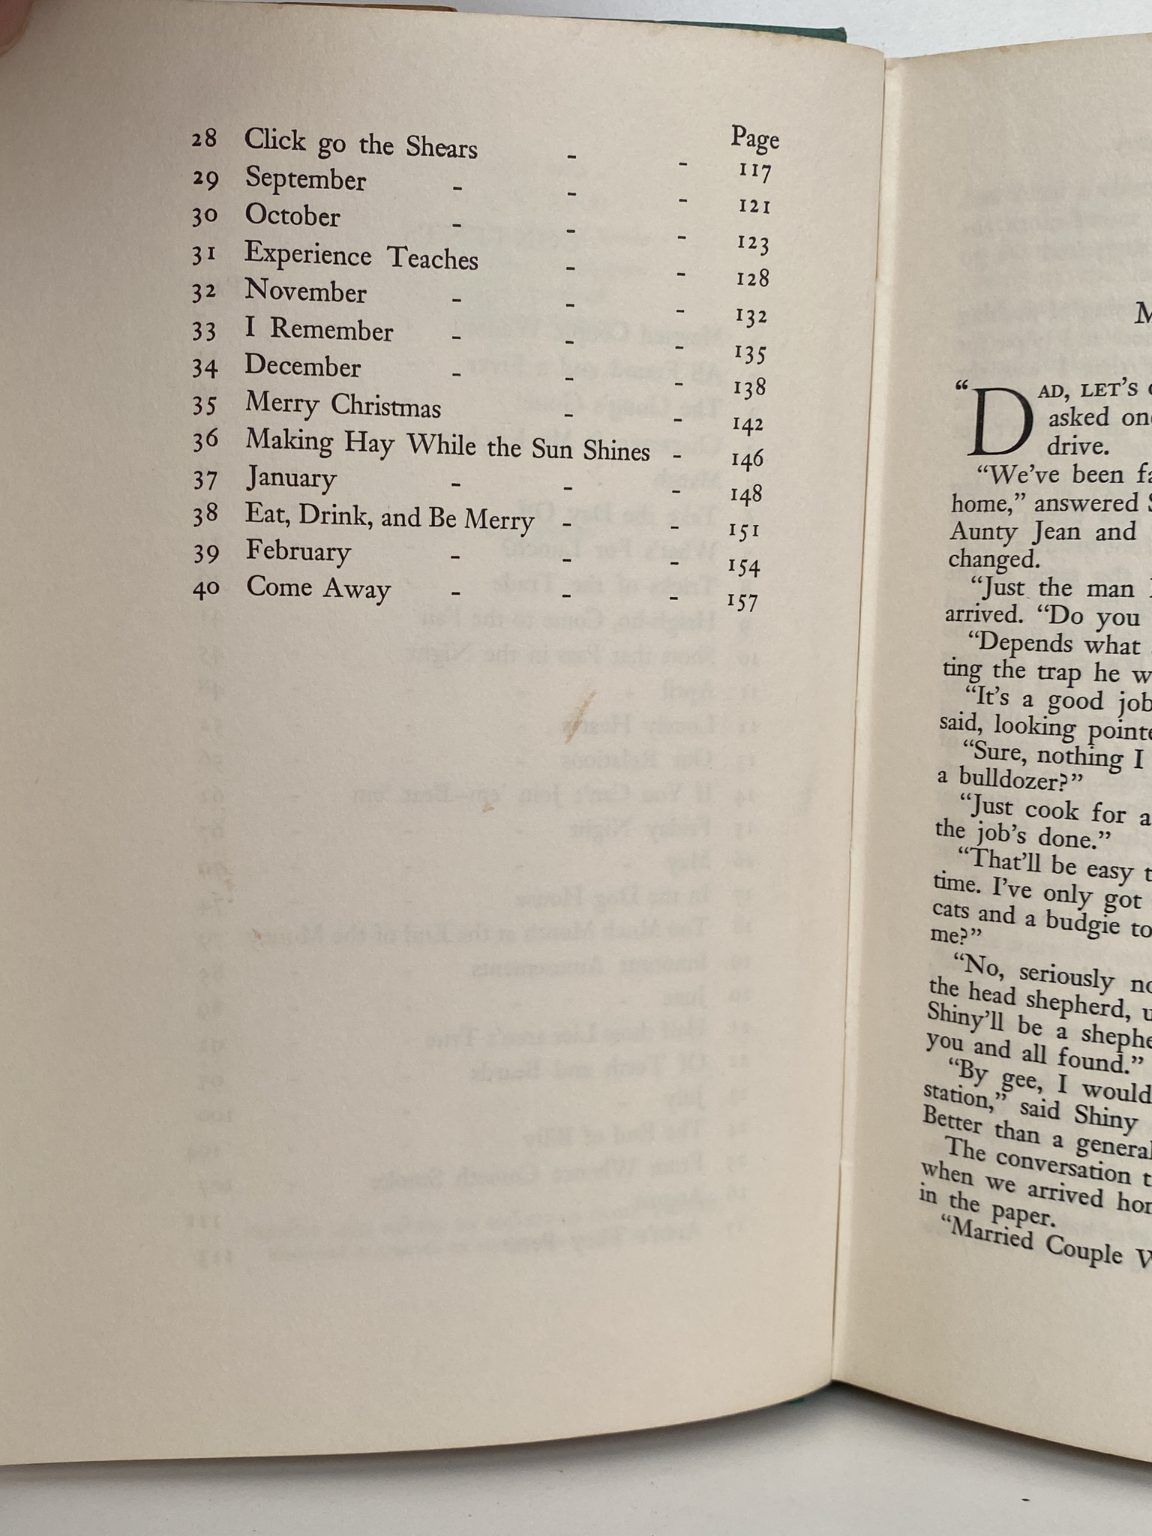 Page
28 Click go the Shears - - 117
29 September - - - 121
30 October - - - 123
31 Experience Teaches - - 128
32 November - - - 132
33 I Remember - - - 135
34 December - - - 138
35 Merry Christmas - - 142
36 Making Hay While the Sun Shines - 146
37 January - - - 148
38 Eat, Drink, and Be Merry - - 151
39 February - - - 154
40 Come Away - - - 157
“DAD, LET’S
asked
drive.
“We’ve been
home,” answered
Aunty Jean and
changed.
“Just the man
arrived. “Do you
“Depends what
ting the trap he
“It’s a good job
said, looking
“Sure, nothing I
a bulldozer?”
“Just cook for a
the job’s done.”
“That’ll be easy
time. I’ve only got
cats and a budgie to
me?”
“No, seriously
the head shepherd,
Shiny’ll be a
you and all found.”
“By gee, I would
station,” said Shiny
Better than a general
The conversation
when we arrived
in the paper.
“Married Couple